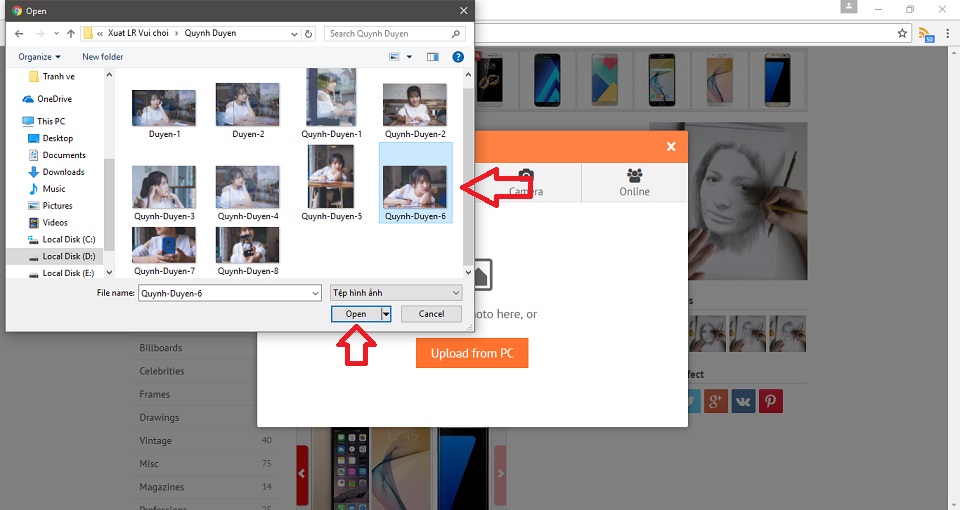 Open
Xuat LR Vui choi
Quynh Duyen
Search Quynh Duyen
Organize
New folder
Tranh ve
OneDrive
This PC
Desktop
Documents
Downloads
Music
Pictures
Videos
Local Disk (C:)
Local Disk (D:)
Local Disk (E:)
Duyen-1
Duyen-2
Quynh-Duyen-1
Quynh-Duyen-2
Quynh-Duyen-3
Quynh-Duyen-4
Quynh-Duyen-5
Quynh-Duyen-6
Quynh-Duyen-7
Quynh-Duyen-8
File name:
Quynh-Duyen-6
Tệp hình ảnh
Open
Cancel
50
Camera
Online
here, or
Upload from PC
Billboards
Celebrities
Frames
Drawings
Vintage 40
Misc 75
Magazines 14